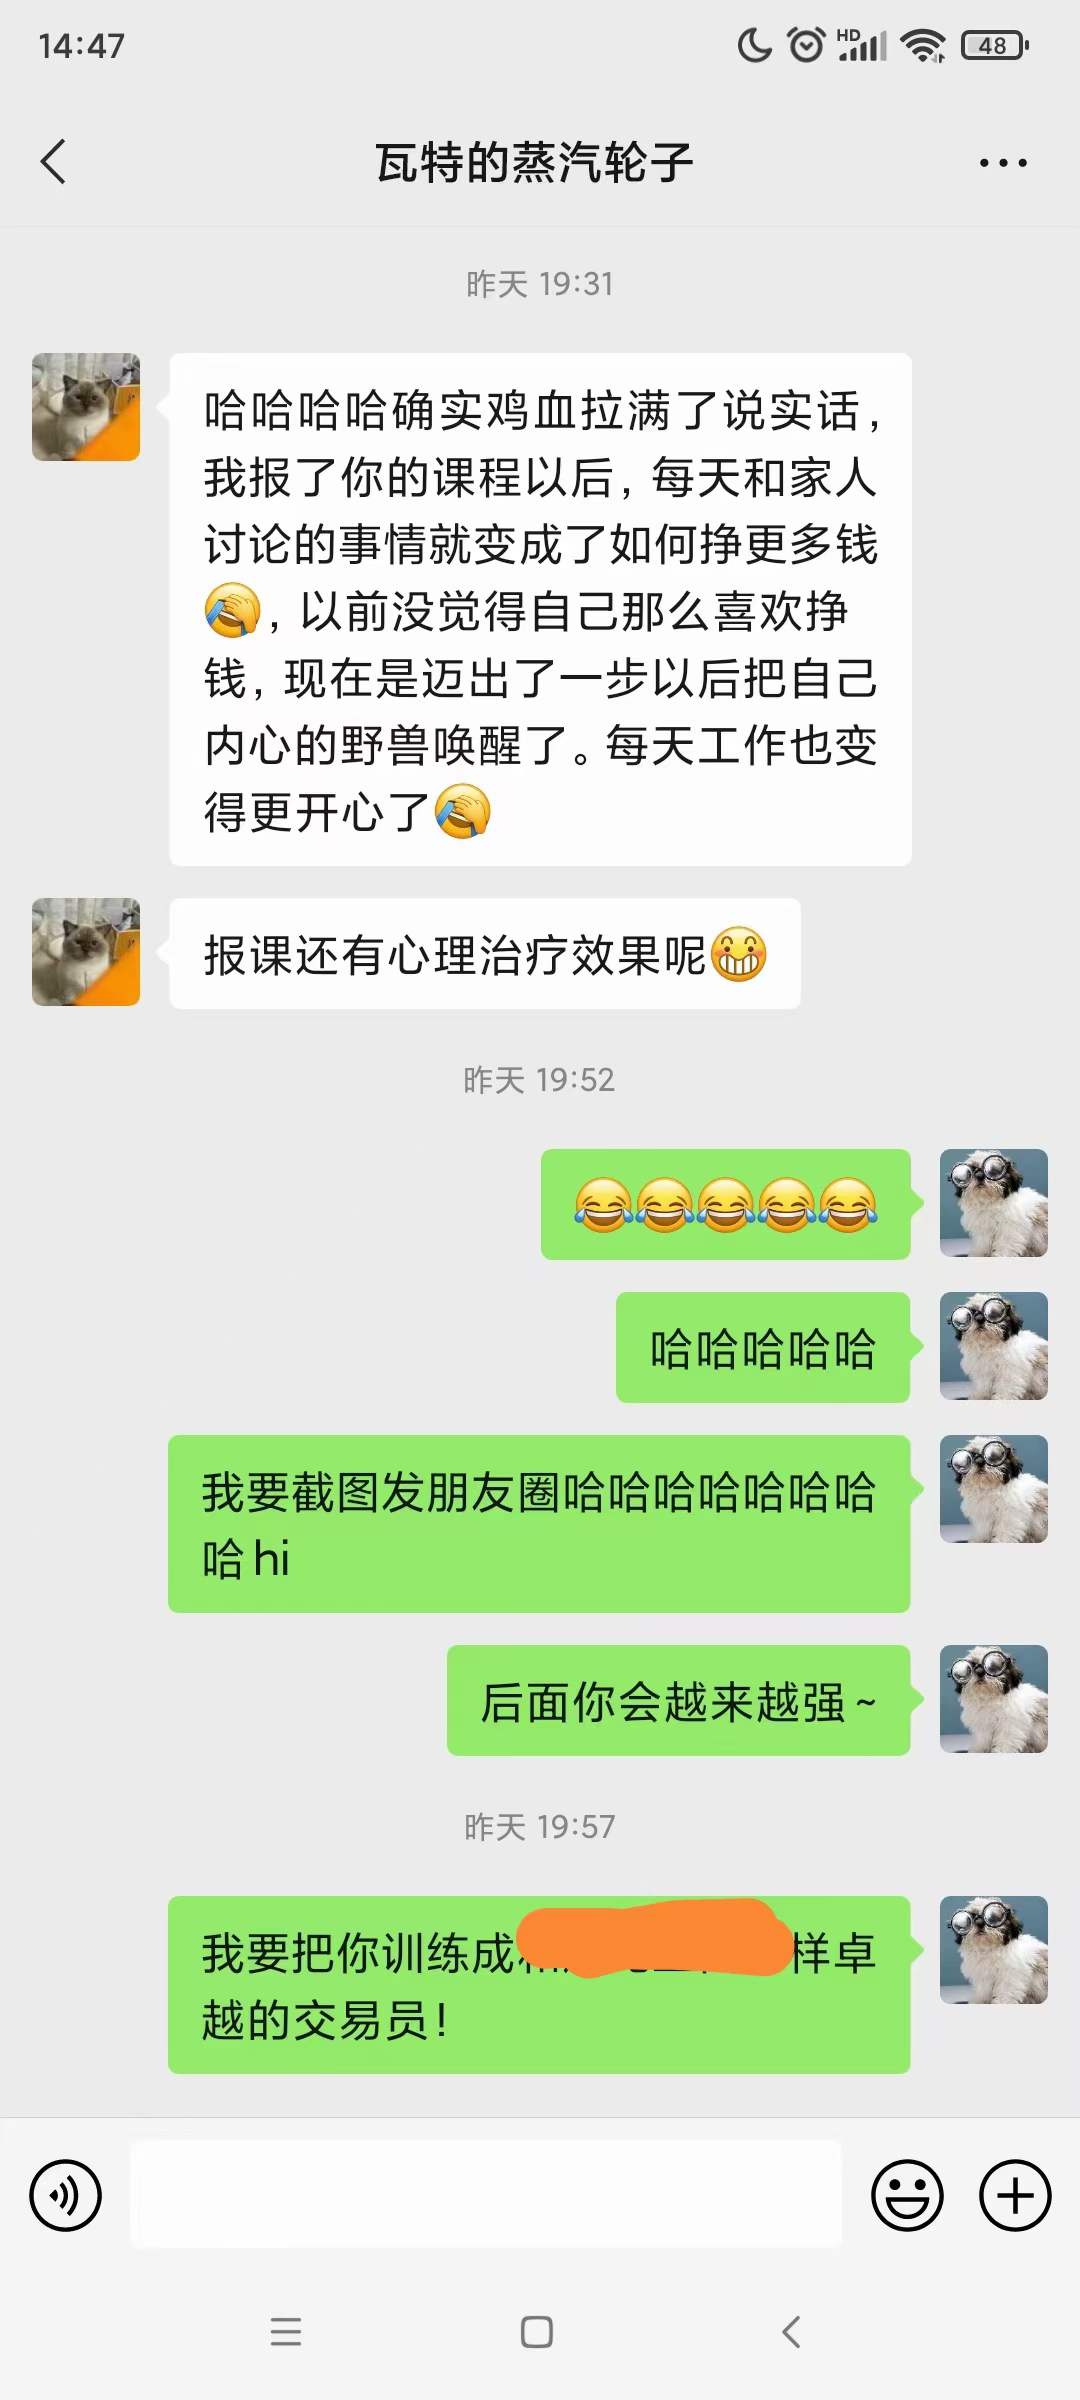 14:47
HD
48
瓦特的蒸汽轮子
昨天 19:31
哈哈哈哈确实鸡血拉满了说实话,
我报了你的课程以后, 每天和家人
讨论的事情就变成了如何挣更多钱
🤦, 以前没觉得自己那么喜欢挣
钱, 现在是迈出了一步以后把自己
内心的野兽唤醒了。每天工作也变
得更开心了🤦
报课还有心理治疗效果呢😁
昨天 19:52
😂😂😂😂😂
哈哈哈哈哈
我要截图发朋友圈哈哈哈哈哈哈哈
哈hi
后面你会越来越强~
昨天 19:57
我要把你训练成 样卓
越的交易员!